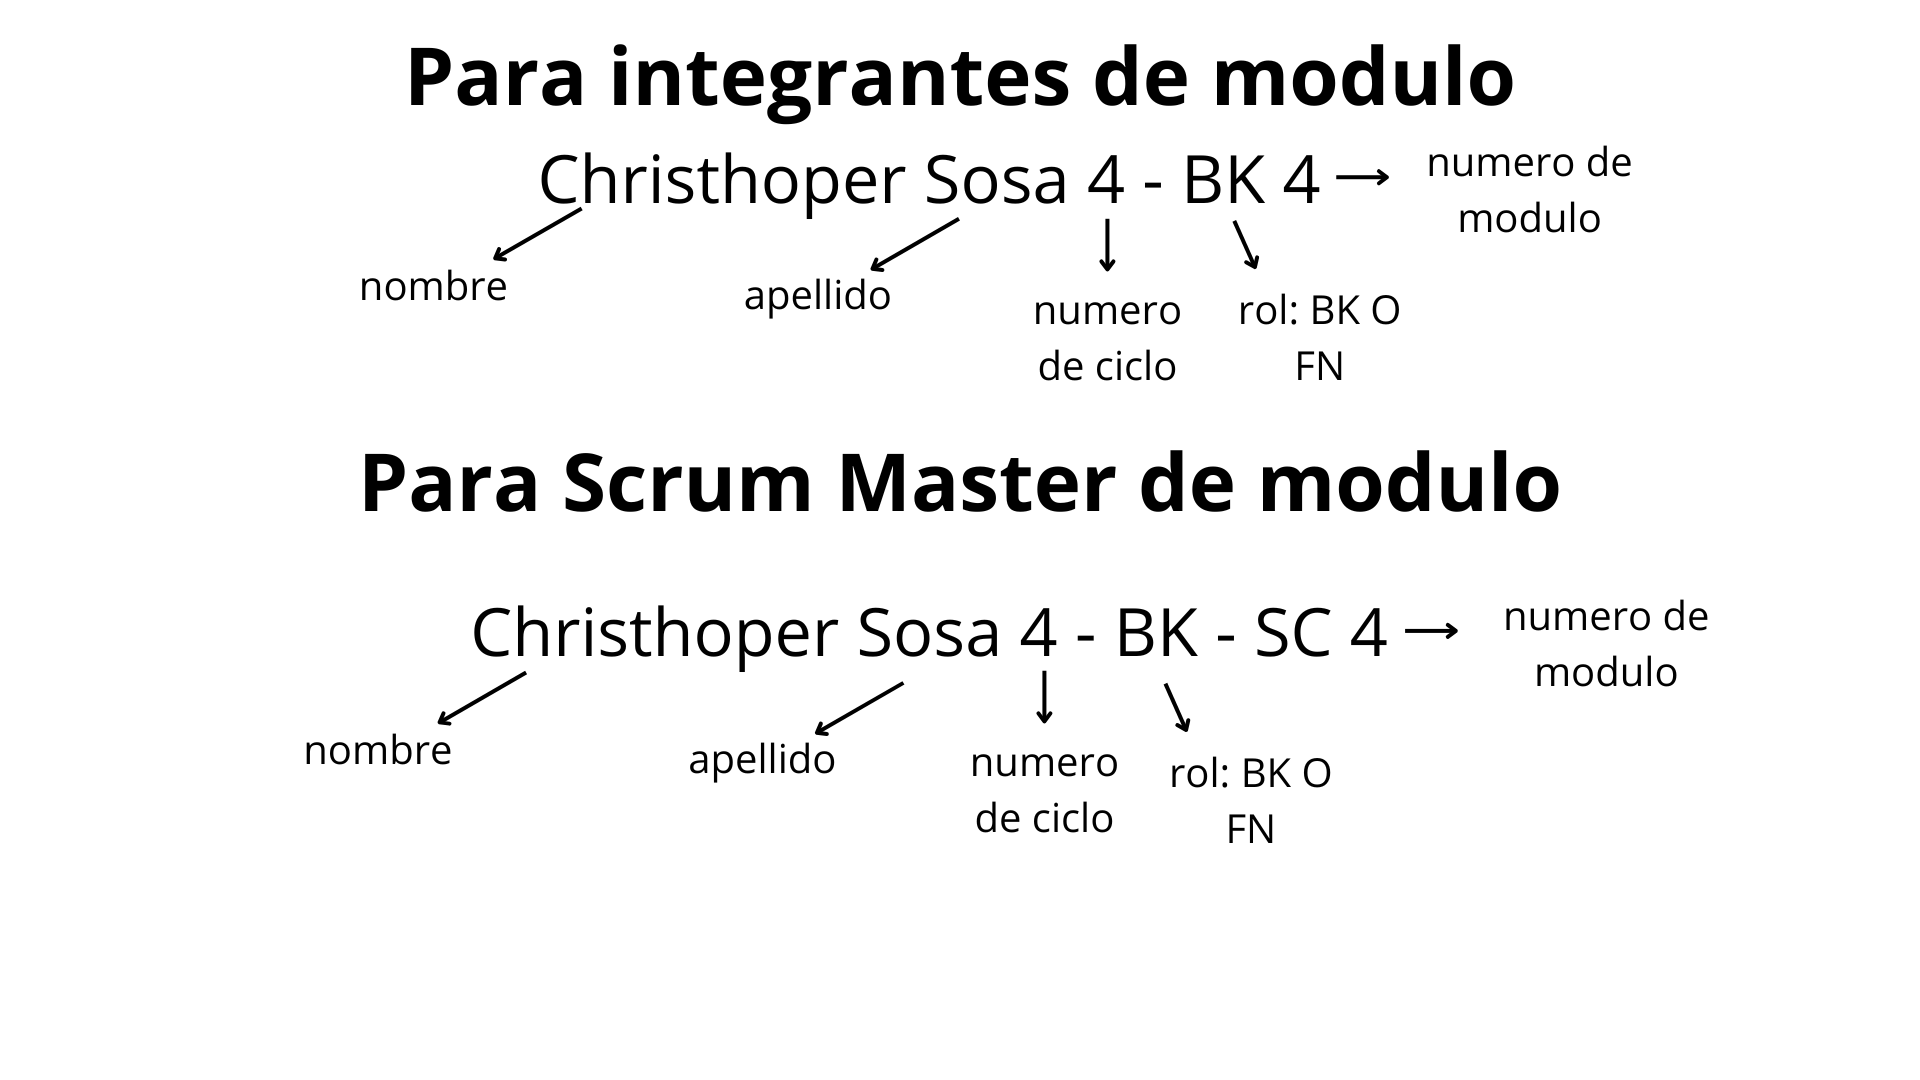 Para integrantes de modulo
Christhoper Sosa 4 - BK 4
numero de
modulo
nombre
apellido
numero
de ciclo
rol: BK O
FN
Para Scrum Master de modulo
Christhoper Sosa 4 - BK - SC 4
numero de
modulo
nombre
apellido
numero
de ciclo
rol: BK O
FN